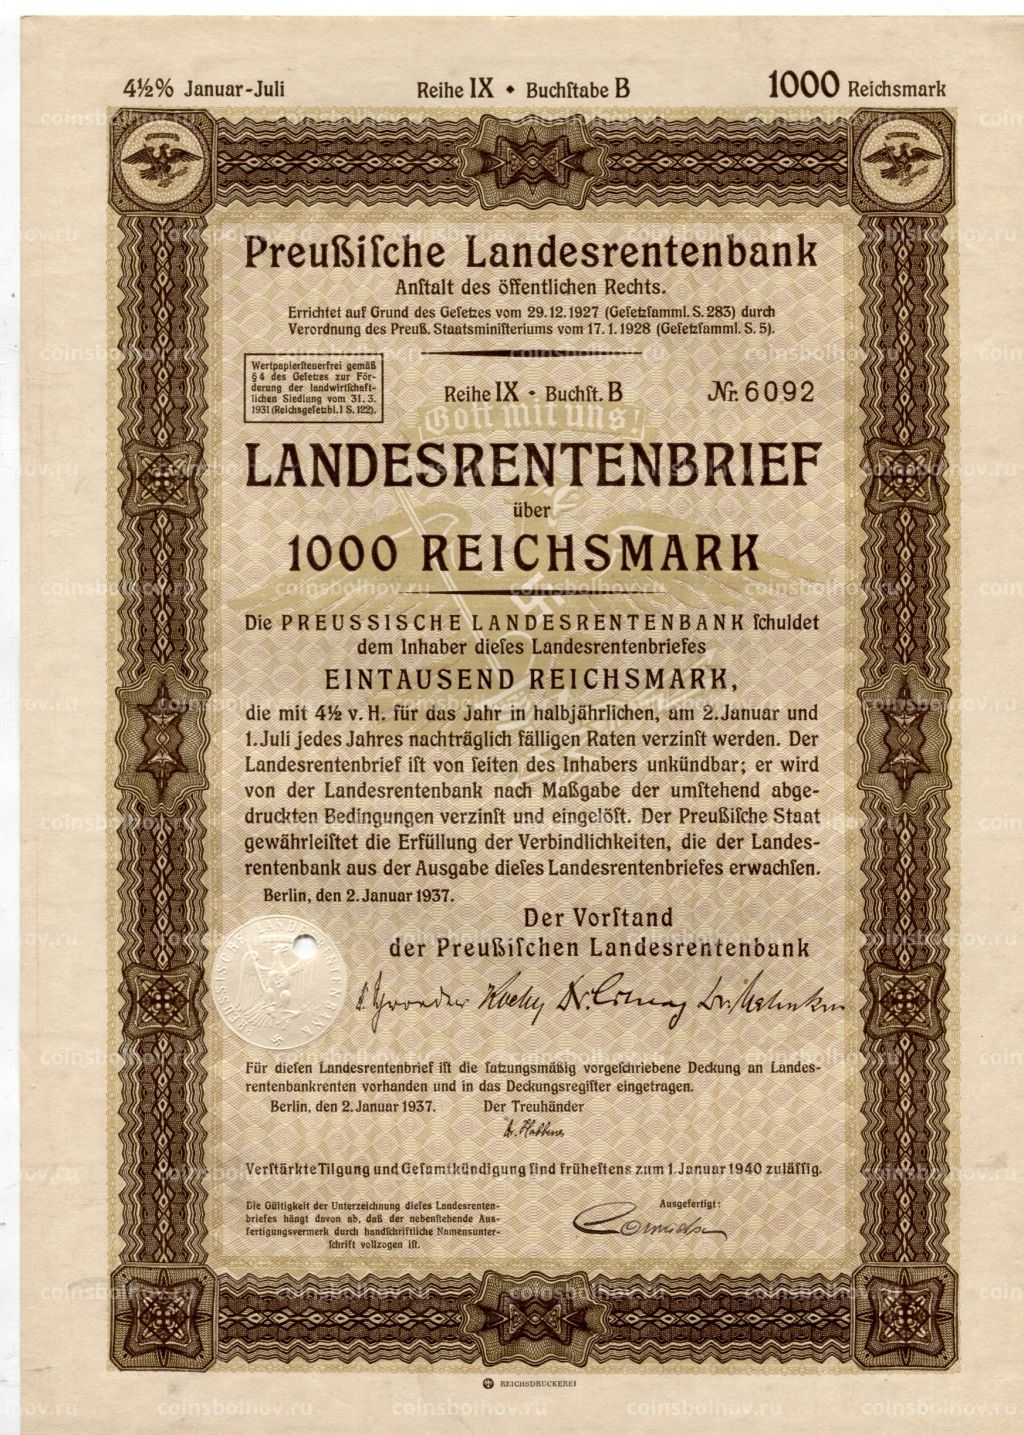 4½% Januar-Juli Reihe IX • Buchſtabe B 1000 Reichsmark
Preußiſche Landesrentenbank
Anſtalt des öffentlichen Rechts.
Errichtet auf Grund des Geſetzes vom 29.12.1927 (Geſetzſamml. S. 283) durch
Verordnung des Preuß. Staatsminiſteriums vom 17.1.1928 (Geſetzſamml. S. 5).
Wertpapierſteuerfrei gemäß
§ 4 des Geſetzes zur För-
derung der landwirtſchaft-
lichen Siedlung vom 31. 3.
1931 (Reichsgeſetzbl. I S. 122).
Reihe IX • Buchſt. B Nr. 6092
Gott mit uns!
LANDESRENTENBRIEF
über
1000 REICHSMARK
Die PREUSSISCHE LANDESRENTENBANK ſchuldet
dem Inhaber dieſes Landesrentenbriefes
EINTAUSEND REICHSMARK,
die mit 4½ v. H. für das Jahr in halbjährlichen, am 2. Januar und
1. Juli jedes Jahres nachträglich fälligen Raten verzinſt werden. Der
Landesrentenbrief iſt von ſeiten des Inhabers unkündbar; er wird
von der Landesrentenbank nach Maßgabe der umſtehend abge-
druckten Bedingungen verzinſt und eingelöſt. Der Preußiſche Staat
gewährleiſtet die Erfüllung der Verbindlichkeiten, die der Landes-
rentenbank aus der Ausgabe dieſes Landesrentenbriefes erwachſen.
Berlin, den 2. Januar 1937.
Der Vorſtand
der Preußiſchen Landesrentenbank
PREUSSISCHE LANDESRENTENBANK
Für dieſen Landesrentenbrief iſt die ſatzungsmäßig vorgeſchriebene Deckung an Landes-
rentenbankrenten vorhanden und in das Deckungsregiſter eingetragen.
Berlin, den 2. Januar 1937. Der Treuhänder
Verſtärkte Tilgung und Geſamtkündigung ſind früheſtens zum 1. Januar 1940 zuläſſig.
Die Gültigkeit der Unterzeichnung dieſes Landesrenten-
briefes hängt davon ab, daß der nebenſtehende Aus-
fertigungsvermerk durch handſchriftliche Namensunter-
ſchrift vollzogen iſt.
Ausgefertigt:
REICHSDRUCKEREI
coinsbolhov.ru